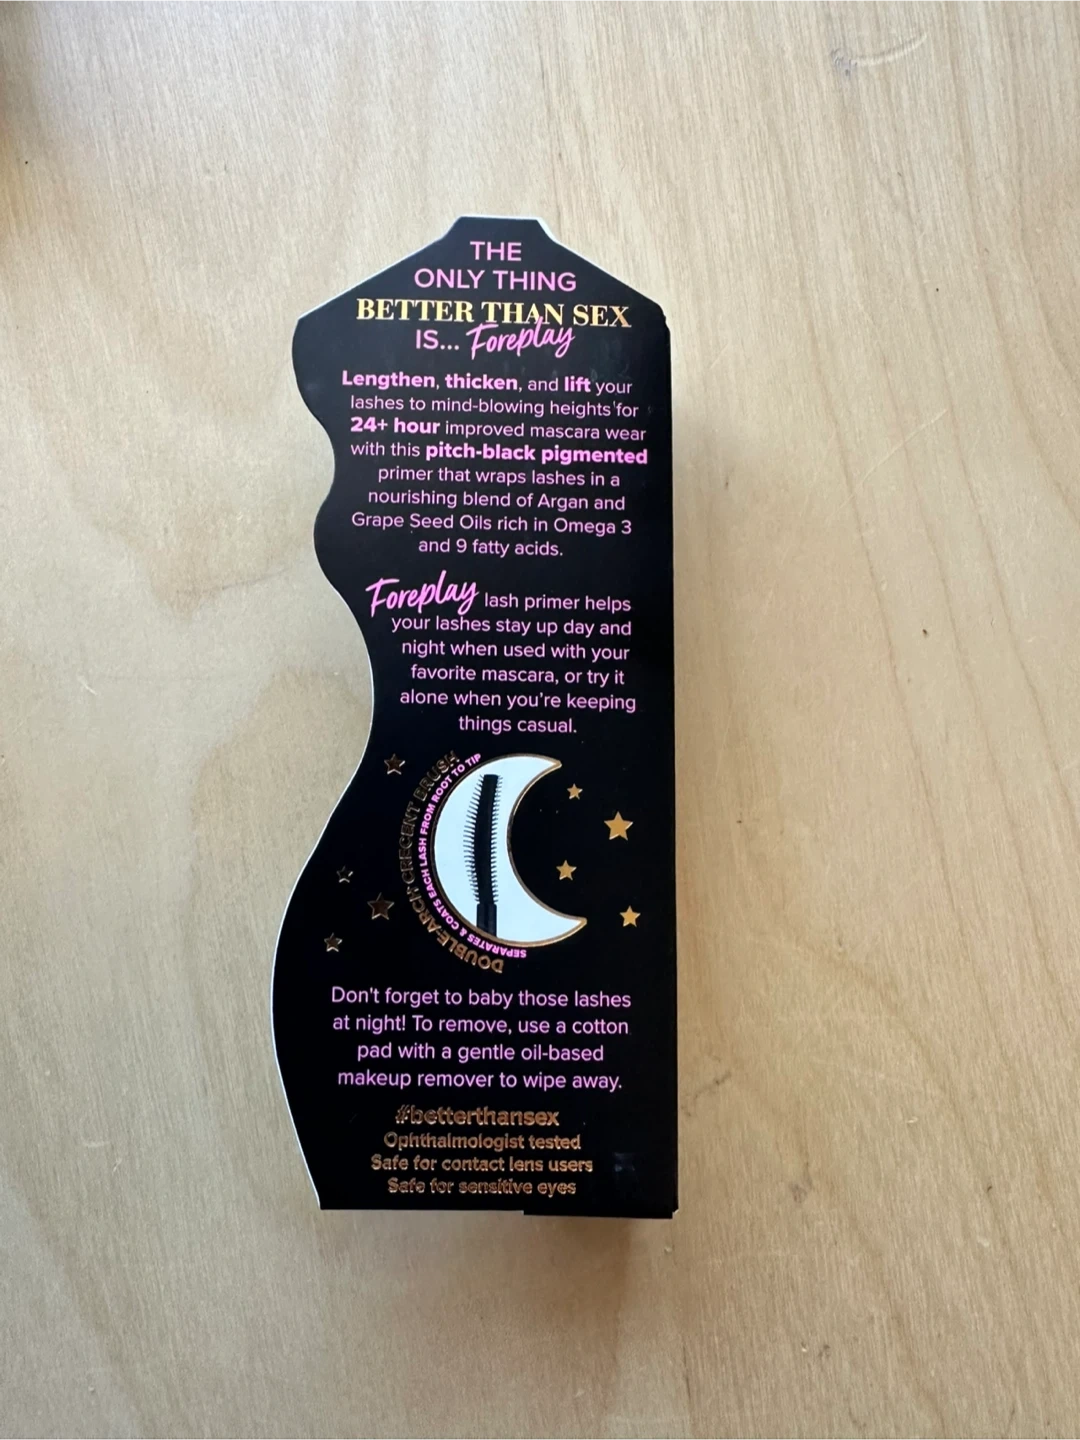 THE
ONLY THING
BETTER THAN SEX
IS... Foreplay
Lengthen, thicken, and lift your
lashes to mind-blowing heights for
24+ hour improved mascara wear
with this pitch-black pigmented
primer that wraps lashes in a
nourishing blend of Argan and
Grape Seed Oils rich in Omega 3
and 9 fatty acids.
Foreplay lash primer helps
your lashes stay up day and
night when used with your
favorite mascara, or try it
alone when you're keeping
things casual.
DOUBLE-ARCH CRECENT BRUSH
SEPARATES & COATS EACH LASH FROM ROOT TO TIP
Don't forget to baby those lashes
at night! To remove, use a cotton
pad with a gentle oil-based
makeup remover to wipe away.
#betterthansex
Ophthalmologist tested
Safe for contact lens users
Safe for sensitive eyes